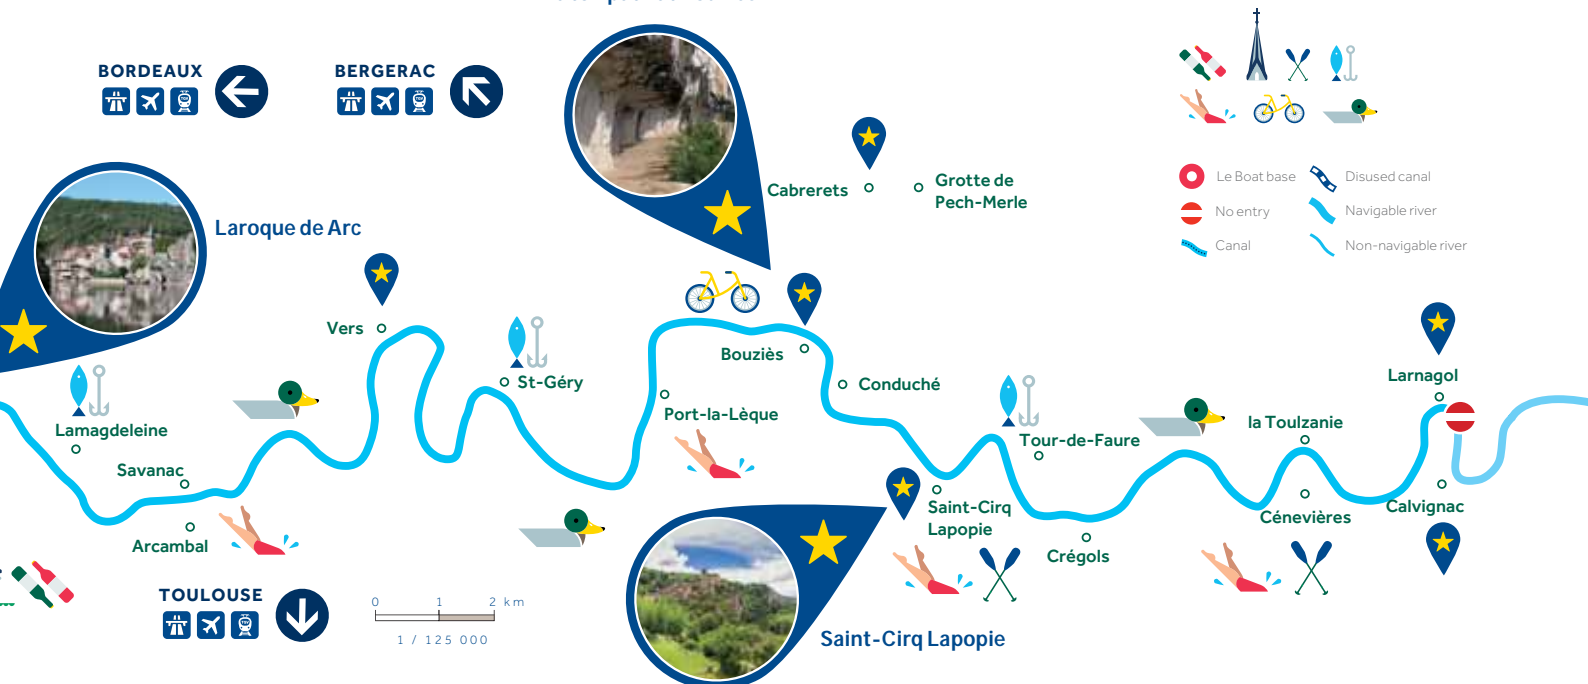 BORDEAUX
BERGERAC
Cabrerets
Grotte de
Pech-Merle
Le Boat base
Disused canal
No entry
Navigable river
Canal
Non-navigable river
Laroque de Arc
Vers
St-Géry
Bouziès
Conduché
Port-la-Lèque
Larnagol
Lamagdeleine
Savanac
Arcambal
Tour-de-Faure
la Toulzanie
Saint-Cirq
Lapopie
Crégols
Cénevières
Calvignac
TOULOUSE
0 1 2 km
1 / 125 000
Saint-Cirq Lapopie